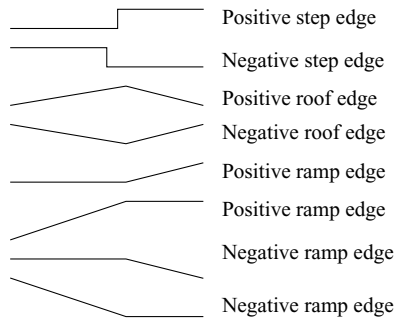 Positive step edge
Negative step edge
Positive roof edge
Negative roof edge
Positive ramp edge
Positive ramp edge
Negative ramp edge
Negative ramp edge